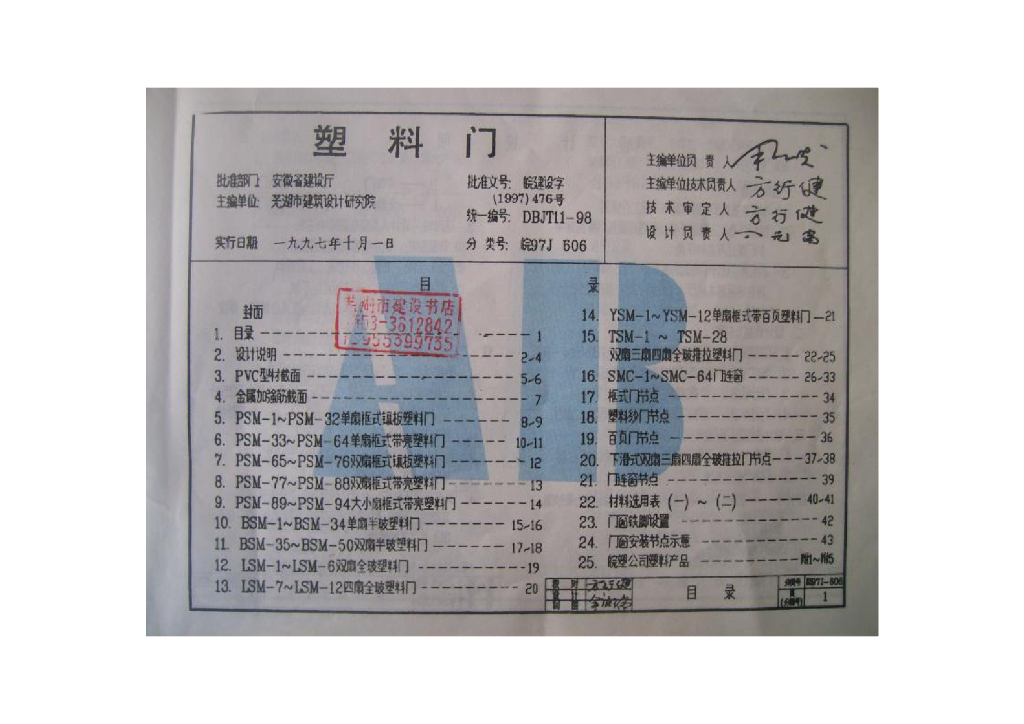 塑料门
批准部门: 安徽省建设厅
主编单位: 芜湖市建筑设计研究院
实行日期 一九九七年十月一日
批准文号: 皖建设字
(1997)476号
统一编号: DBJT11-98
分类号: 皖97J 606
主编单位负责人
主编单位技术负责人 方行健
技术审定人 方行健
设计负责人
目 录
封面
1. 目录 1
2. 设计说明 2-4
3. PVC型材截面 5-6
4. 金属加强筋截面 7
5. PSM-1~PSM-32单扇框式镶板塑料门 8-9
6. PSM-33~PSM-64单扇框式带亮塑料门 10-11
7. PSM-65~PSM-76双扇框式镶板塑料门 12
8. PSM-77~PSM-88双扇框式带亮塑料门 13
9. PSM-89~PSM-94大小扇框式带亮塑料门 14
10. BSM-1~BSM-34单扇半玻塑料门 15-16
11. BSM-35~BSM-50双扇半玻塑料门 17-18
12. LSM-1~LSM-6双扇全玻塑料门 19
13. LSM-7~LSM-12四扇全玻塑料门 20
14. YSM-1~YSM-12单扇框式带百页塑料门 21
15. TSM-1 ~ TSM-28
双扇三扇四扇全玻推拉塑料门 22-25
16. SMC-1~SMC-64门连窗 26-33
17. 框式门节点 34
18. 塑料纱门节点 35
19. 百页门节点 36
20. 下滑式双扇三扇四扇全玻推拉门节点 37-38
21. 门连窗节点 39
22. 材料选用表 (一) ~ (二) 40-41
23. 门窗铁脚设置 42
24. 门窗安装节点示意 43
25. 皖塑公司塑料产品 附1~附5
芜湖市建设书店
3-3612842
955399735
AB
目 录
皖97J-606
1